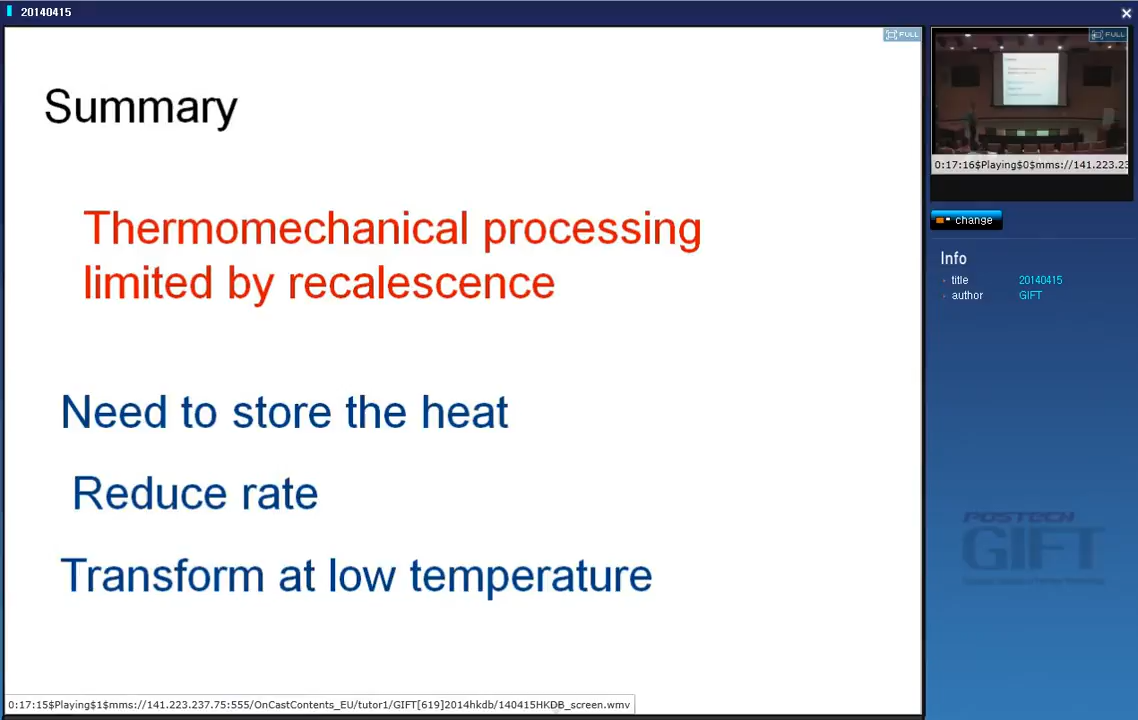 20140415
FULL
Summary
Thermomechanical processing
limited by recalescence
Need to store the heat
Reduce rate
Transform at low temperature
0:17:15$Playing$1$mms://141.223.237.75:555/OnCastContents_EU/tutor1/GIFT[619]2014hkdb/140415HKDB_screen.wmv
FULL
0:17:16$Playing$0$mms://141.223.23
change
Info
title 20140415
author GIFT
POSTECH
GIFT